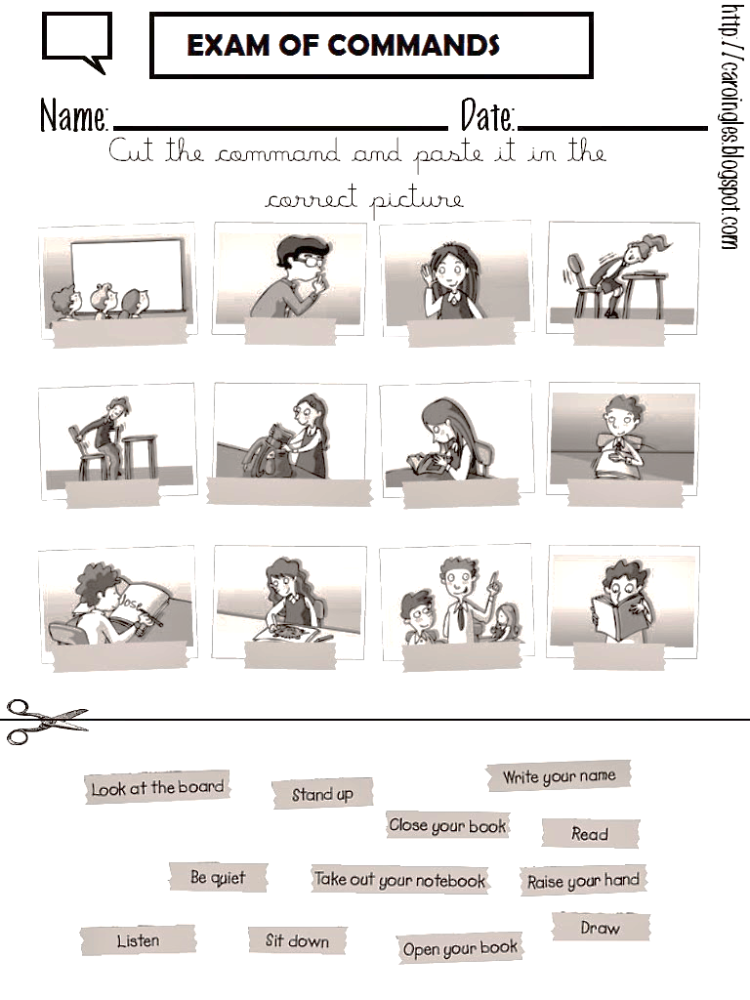 EXAM OF COMMANDS
http://caroingles.blogspot.com
Name: Date:
Cut the command and paste it in the
correct picture
Jose
Look at the board
Stand up
Write your name
Close your book
Read
Be quiet
Take out your notebook
Raise your hand
Listen
Sit down
Open your book
Draw